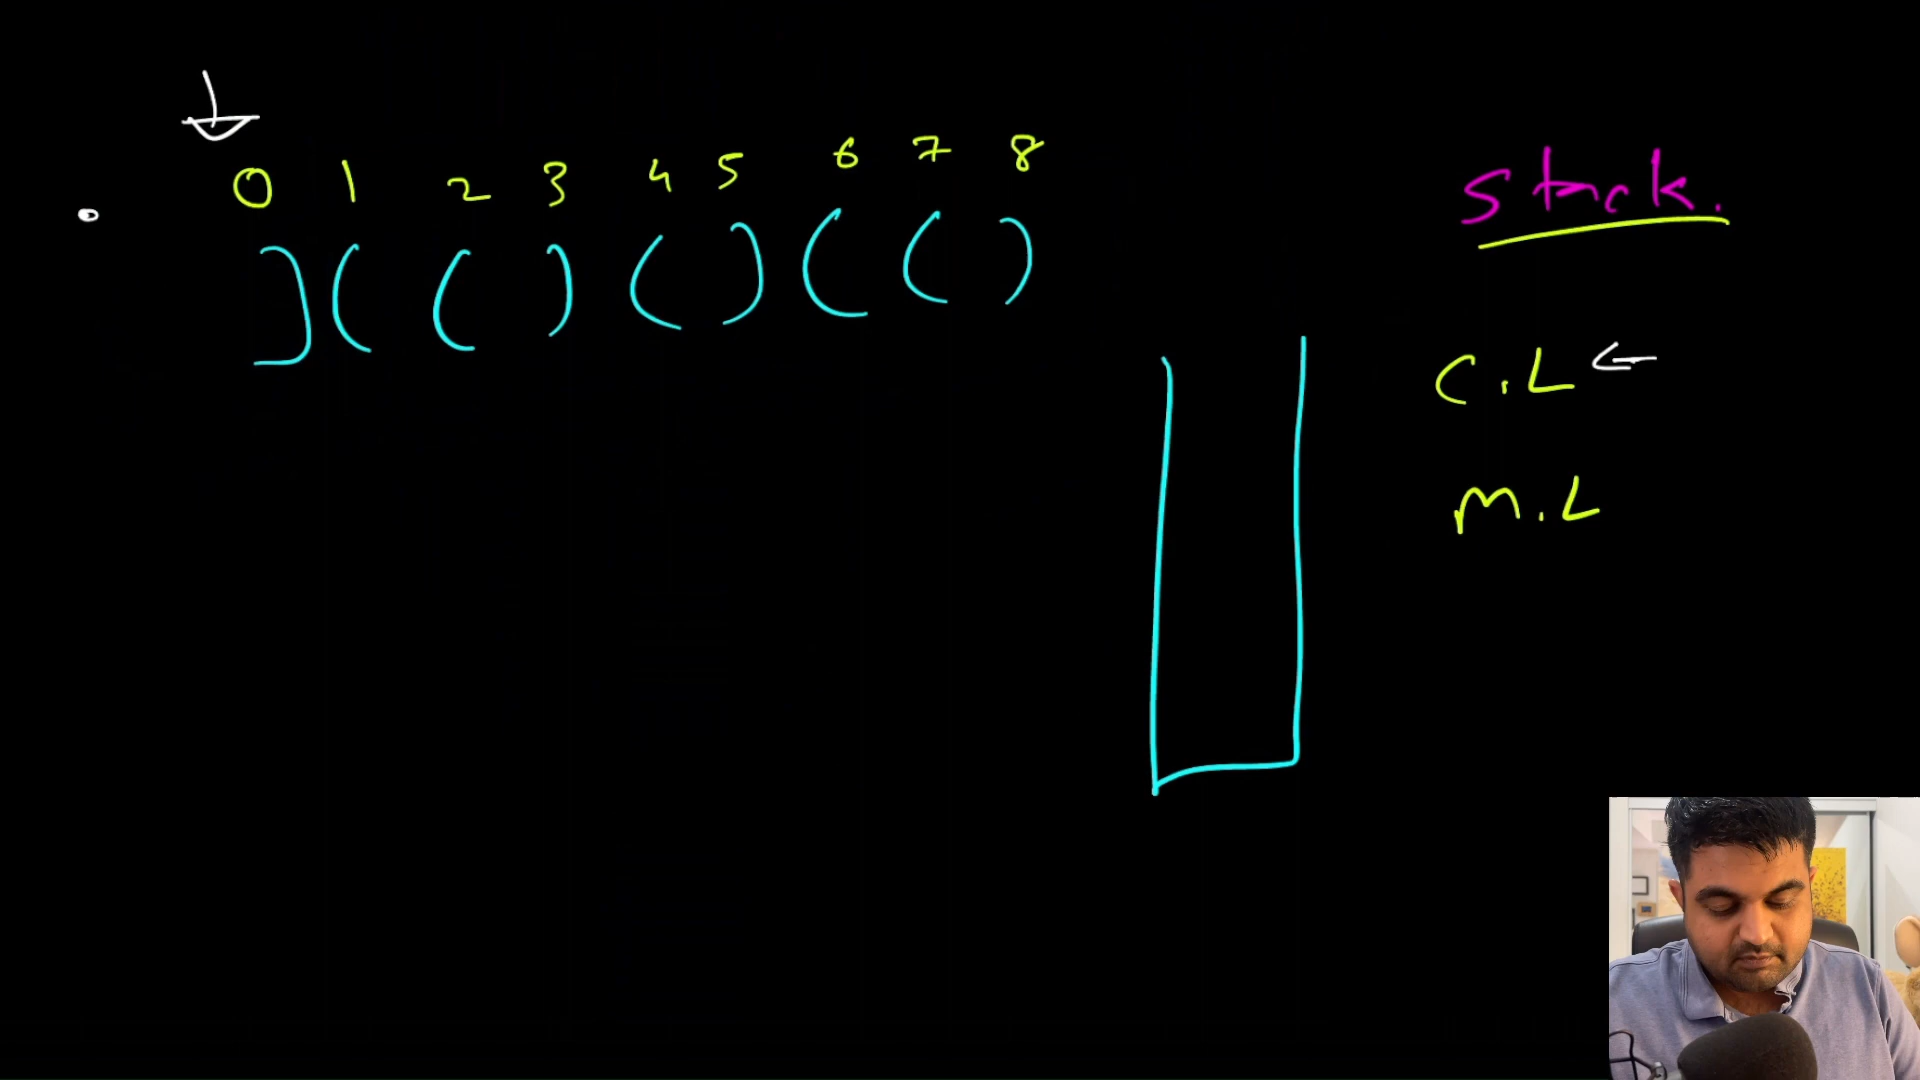 0 1 2 3 4 5 6 7 8
) ( ( ) ( ) ( ( )
stack.
C.L ←
M.L